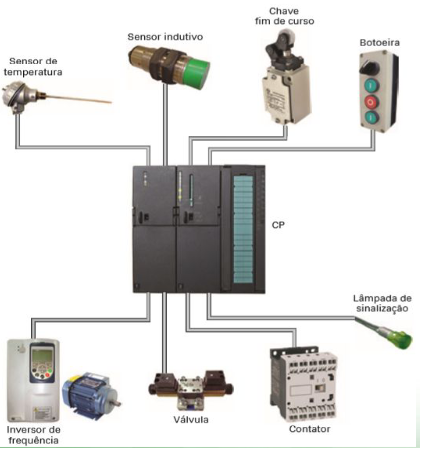 Chave
fim de curso
Sensor indutivo
Botoeira
Sensor de
temperatura
CP
Lâmpada de
sinalização
Válvula
Contator
Inversor de
frequência